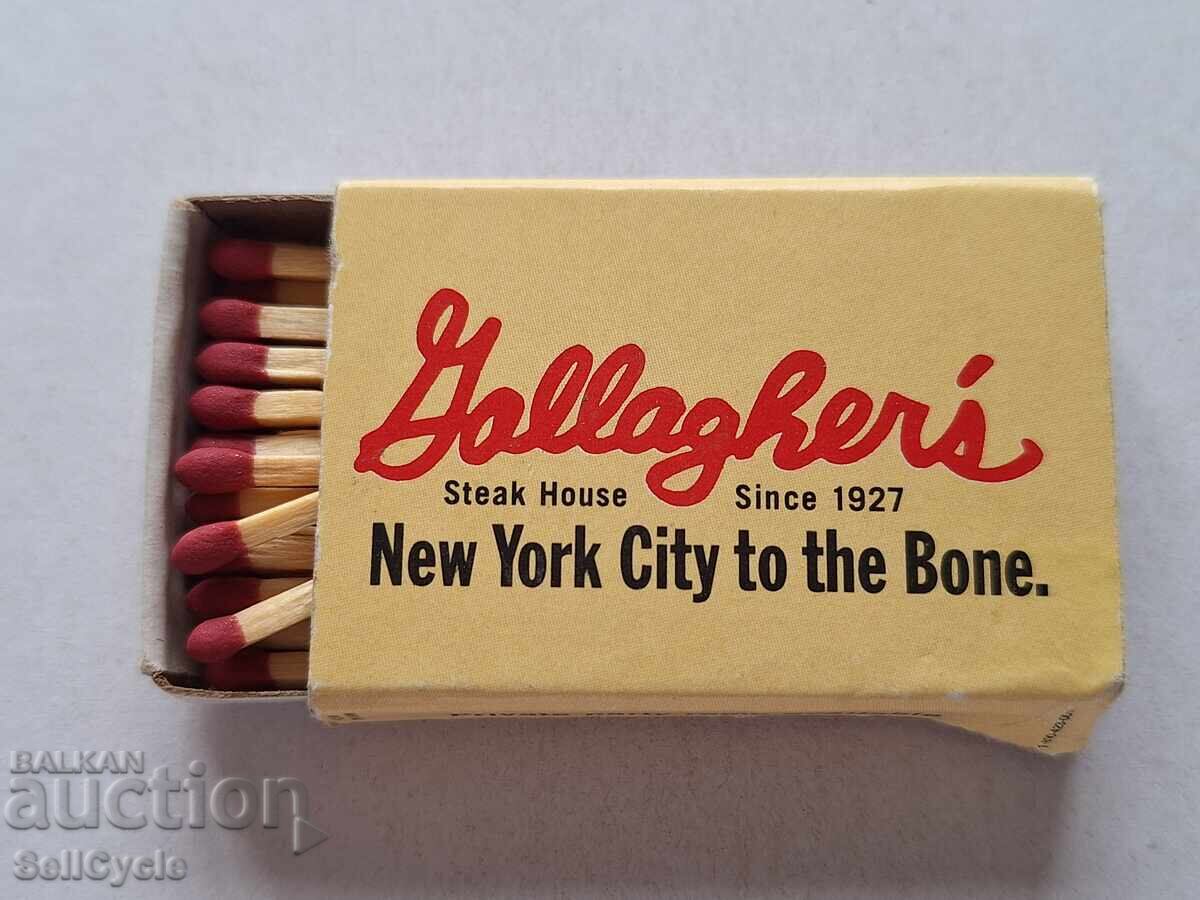 Gallagher's
Steak House Since 1927
New York City to the Bone.
BALKAN
auction
SellCycle